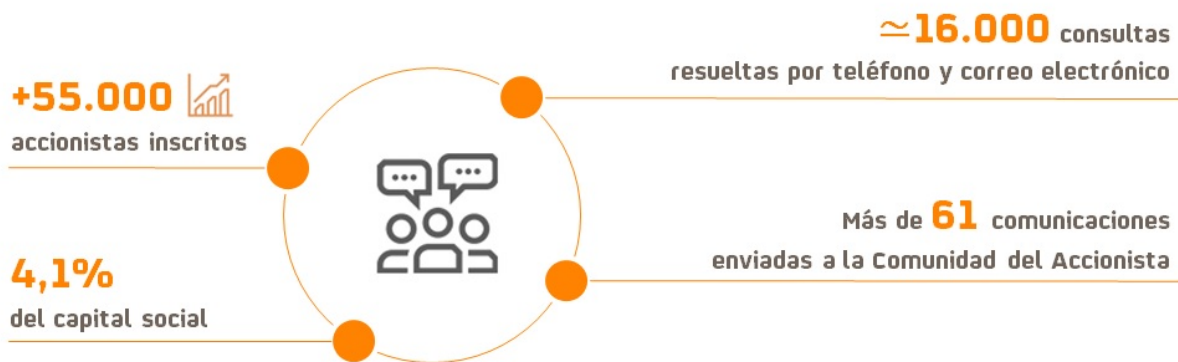 +55.000
accionistas inscritos
4,1%
del capital social
≃16.000 consultas
resueltas por teléfono y correo electrónico
Más de 61 comunicaciones
enviadas a la Comunidad del Accionista